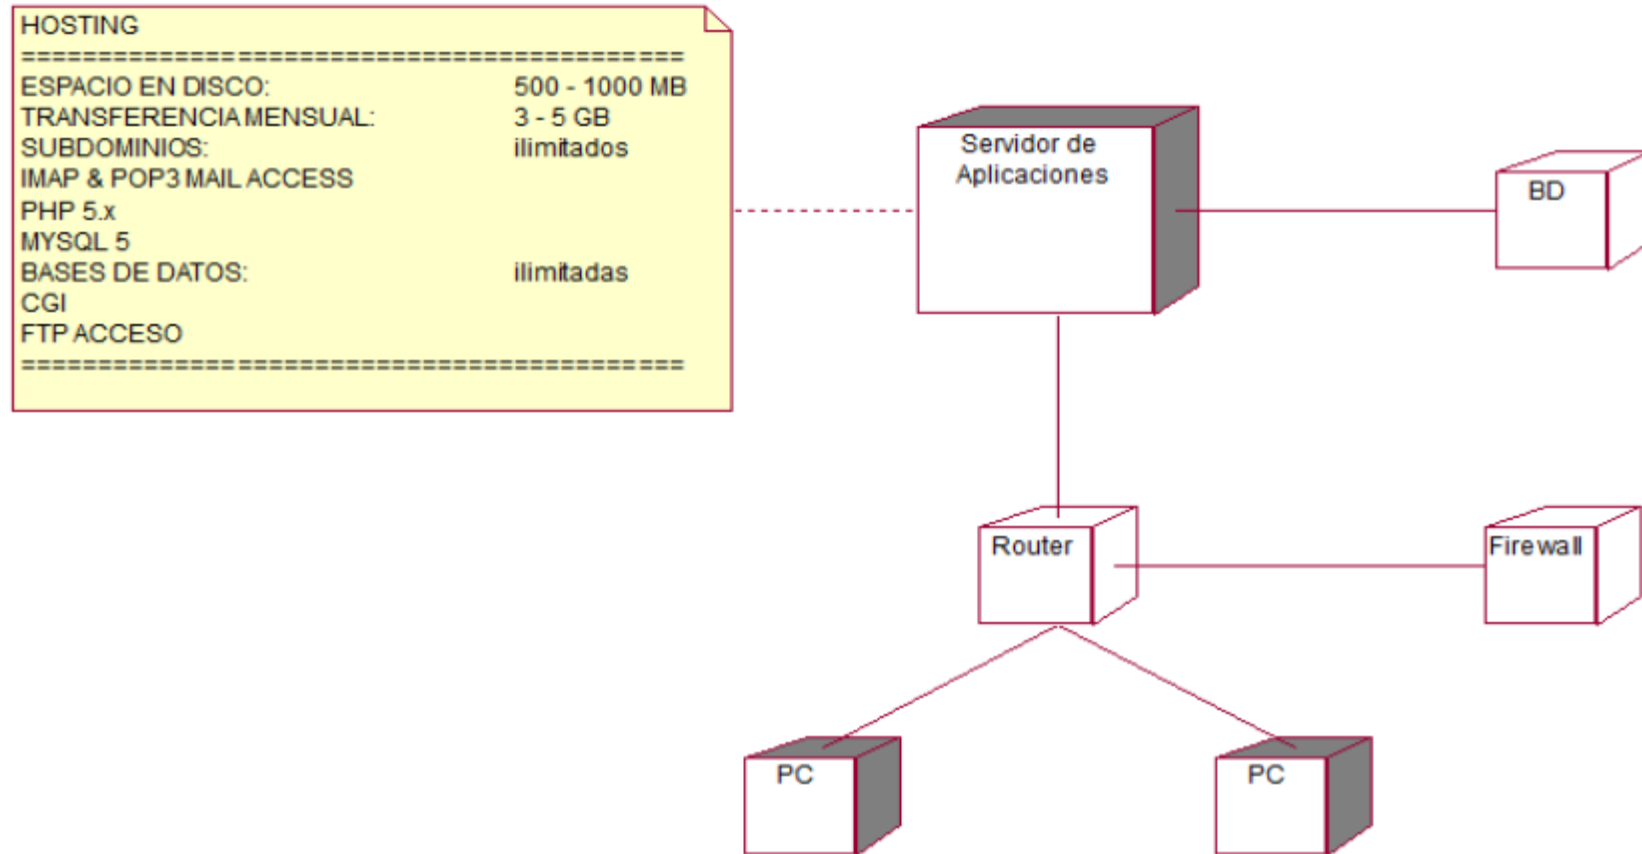 HOSTING
===========================================
ESPACIO EN DISCO: 500 - 1000 MB
TRANSFERENCIA MENSUAL: 3 - 5 GB
SUBDOMINIOS: ilimitados
IMAP & POP3 MAIL ACCESS
PHP 5.x
MYSQL 5
BASES DE DATOS: ilimitadas
CGI
FTP ACCESO
===========================================
Servidor de
Aplicaciones
BD
Router
Firewall
PC
PC